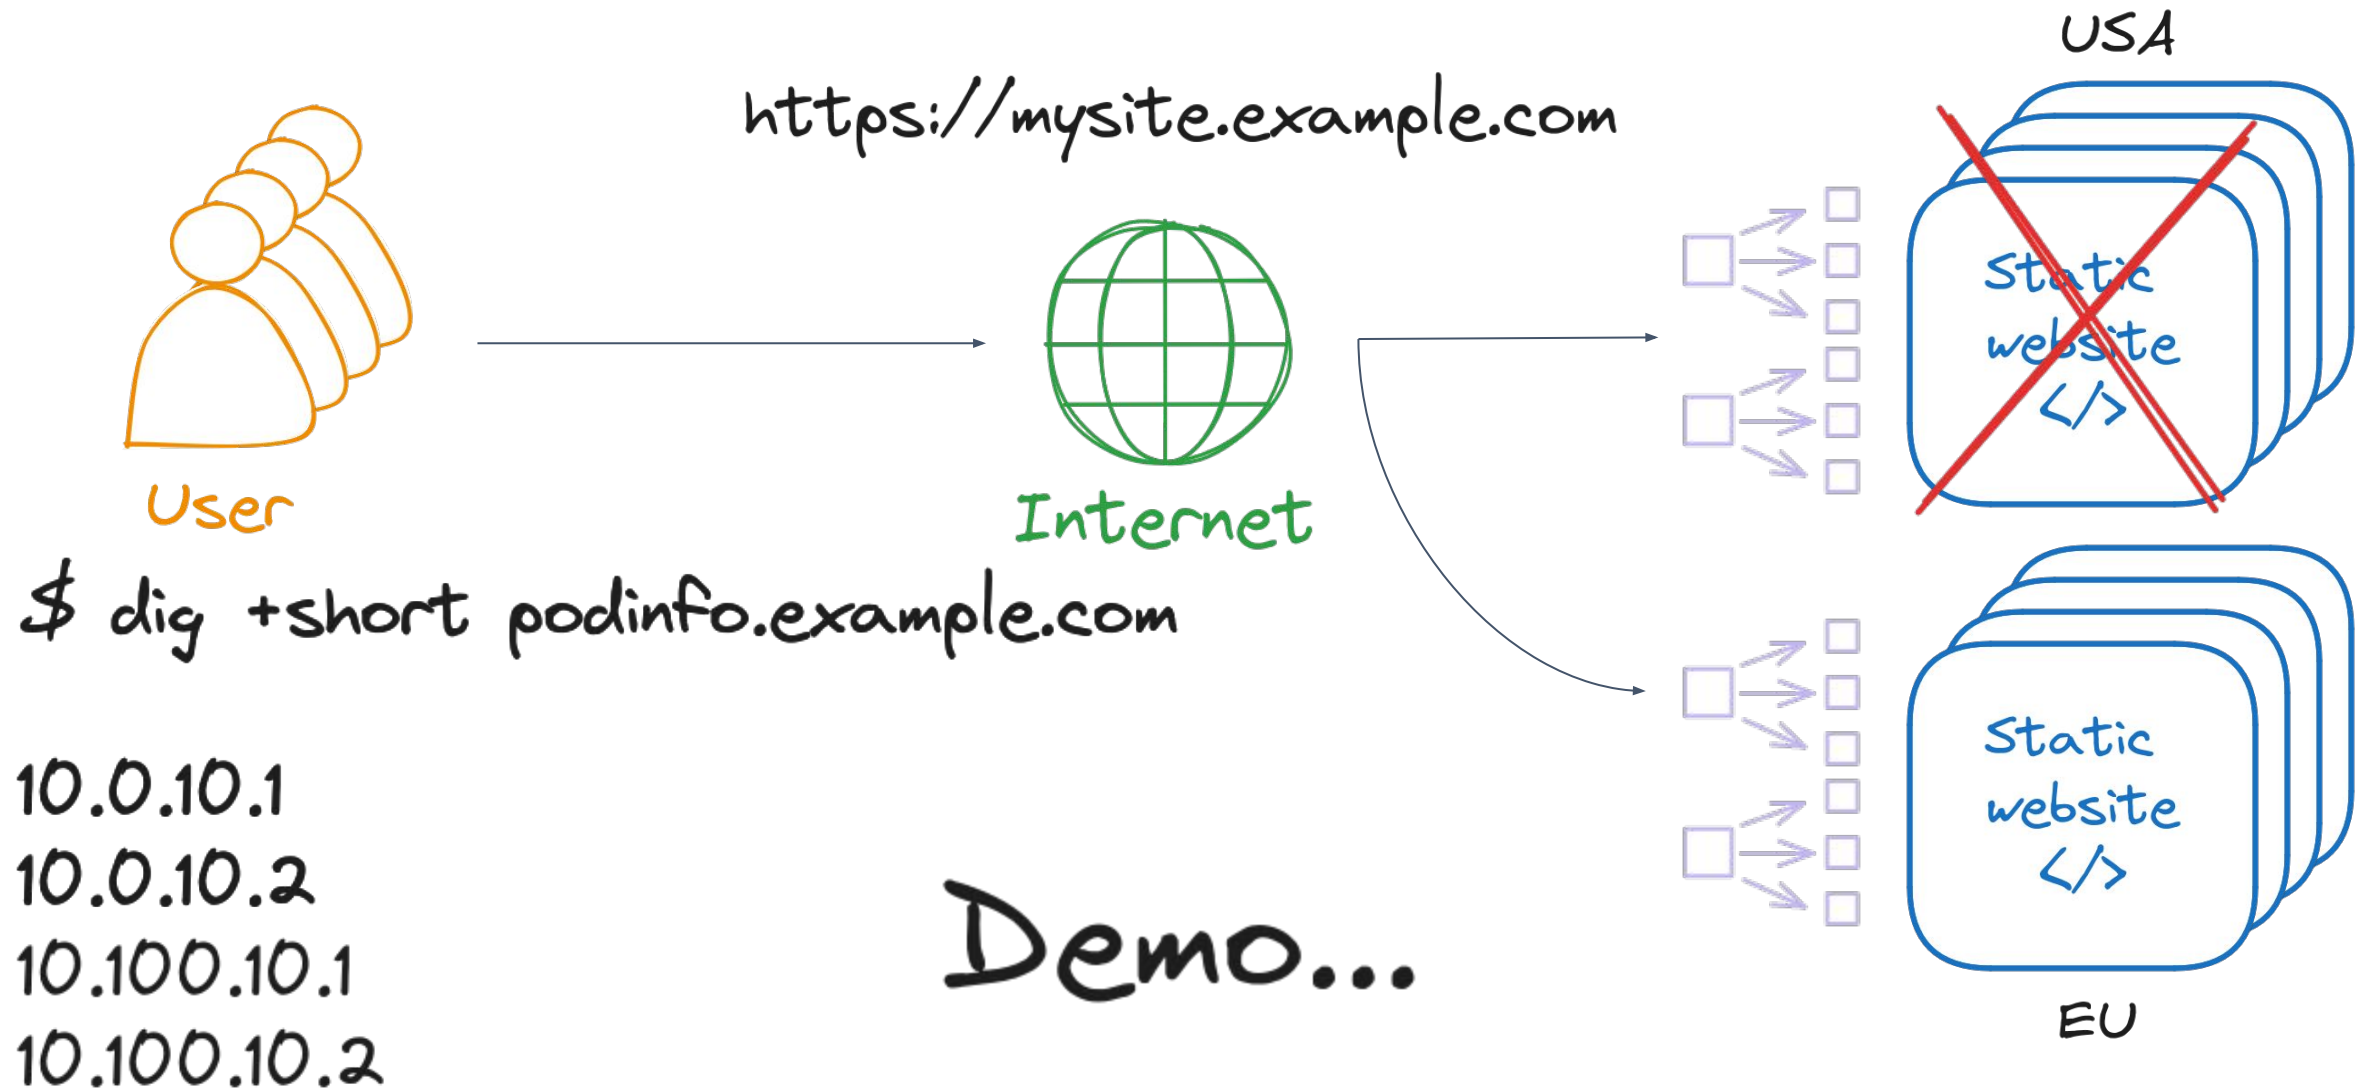 USA
https://mysite.example.com
Static
website
</>
User
Internet
$ dig +short podinfo.example.com
10.0.10.1
10.0.10.2
10.100.10.1
10.100.10.2
Demo...
Static
website
</>
EU